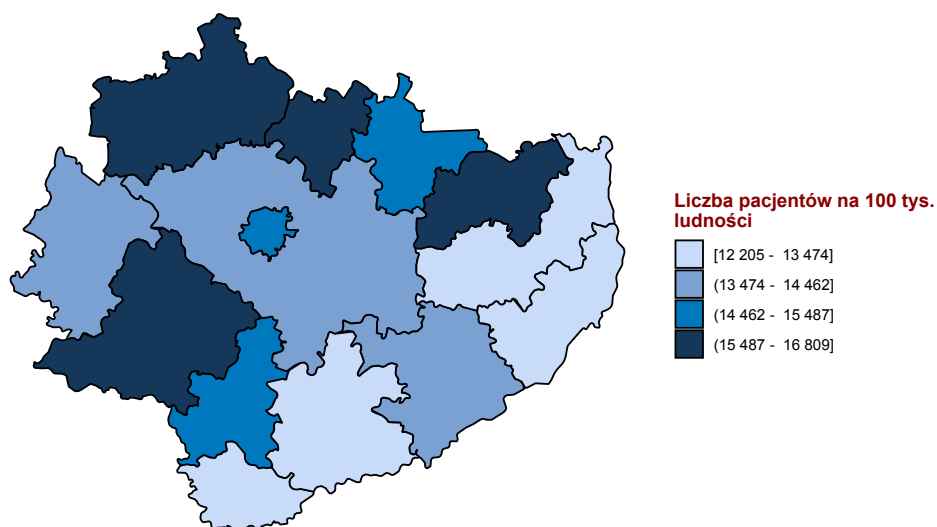 Liczba pacjentów na 100 tys.
ludności
[12 205 - 13 474]
(13 474 - 14 462]
(14 462 - 15 487]
(15 487 - 16 809]